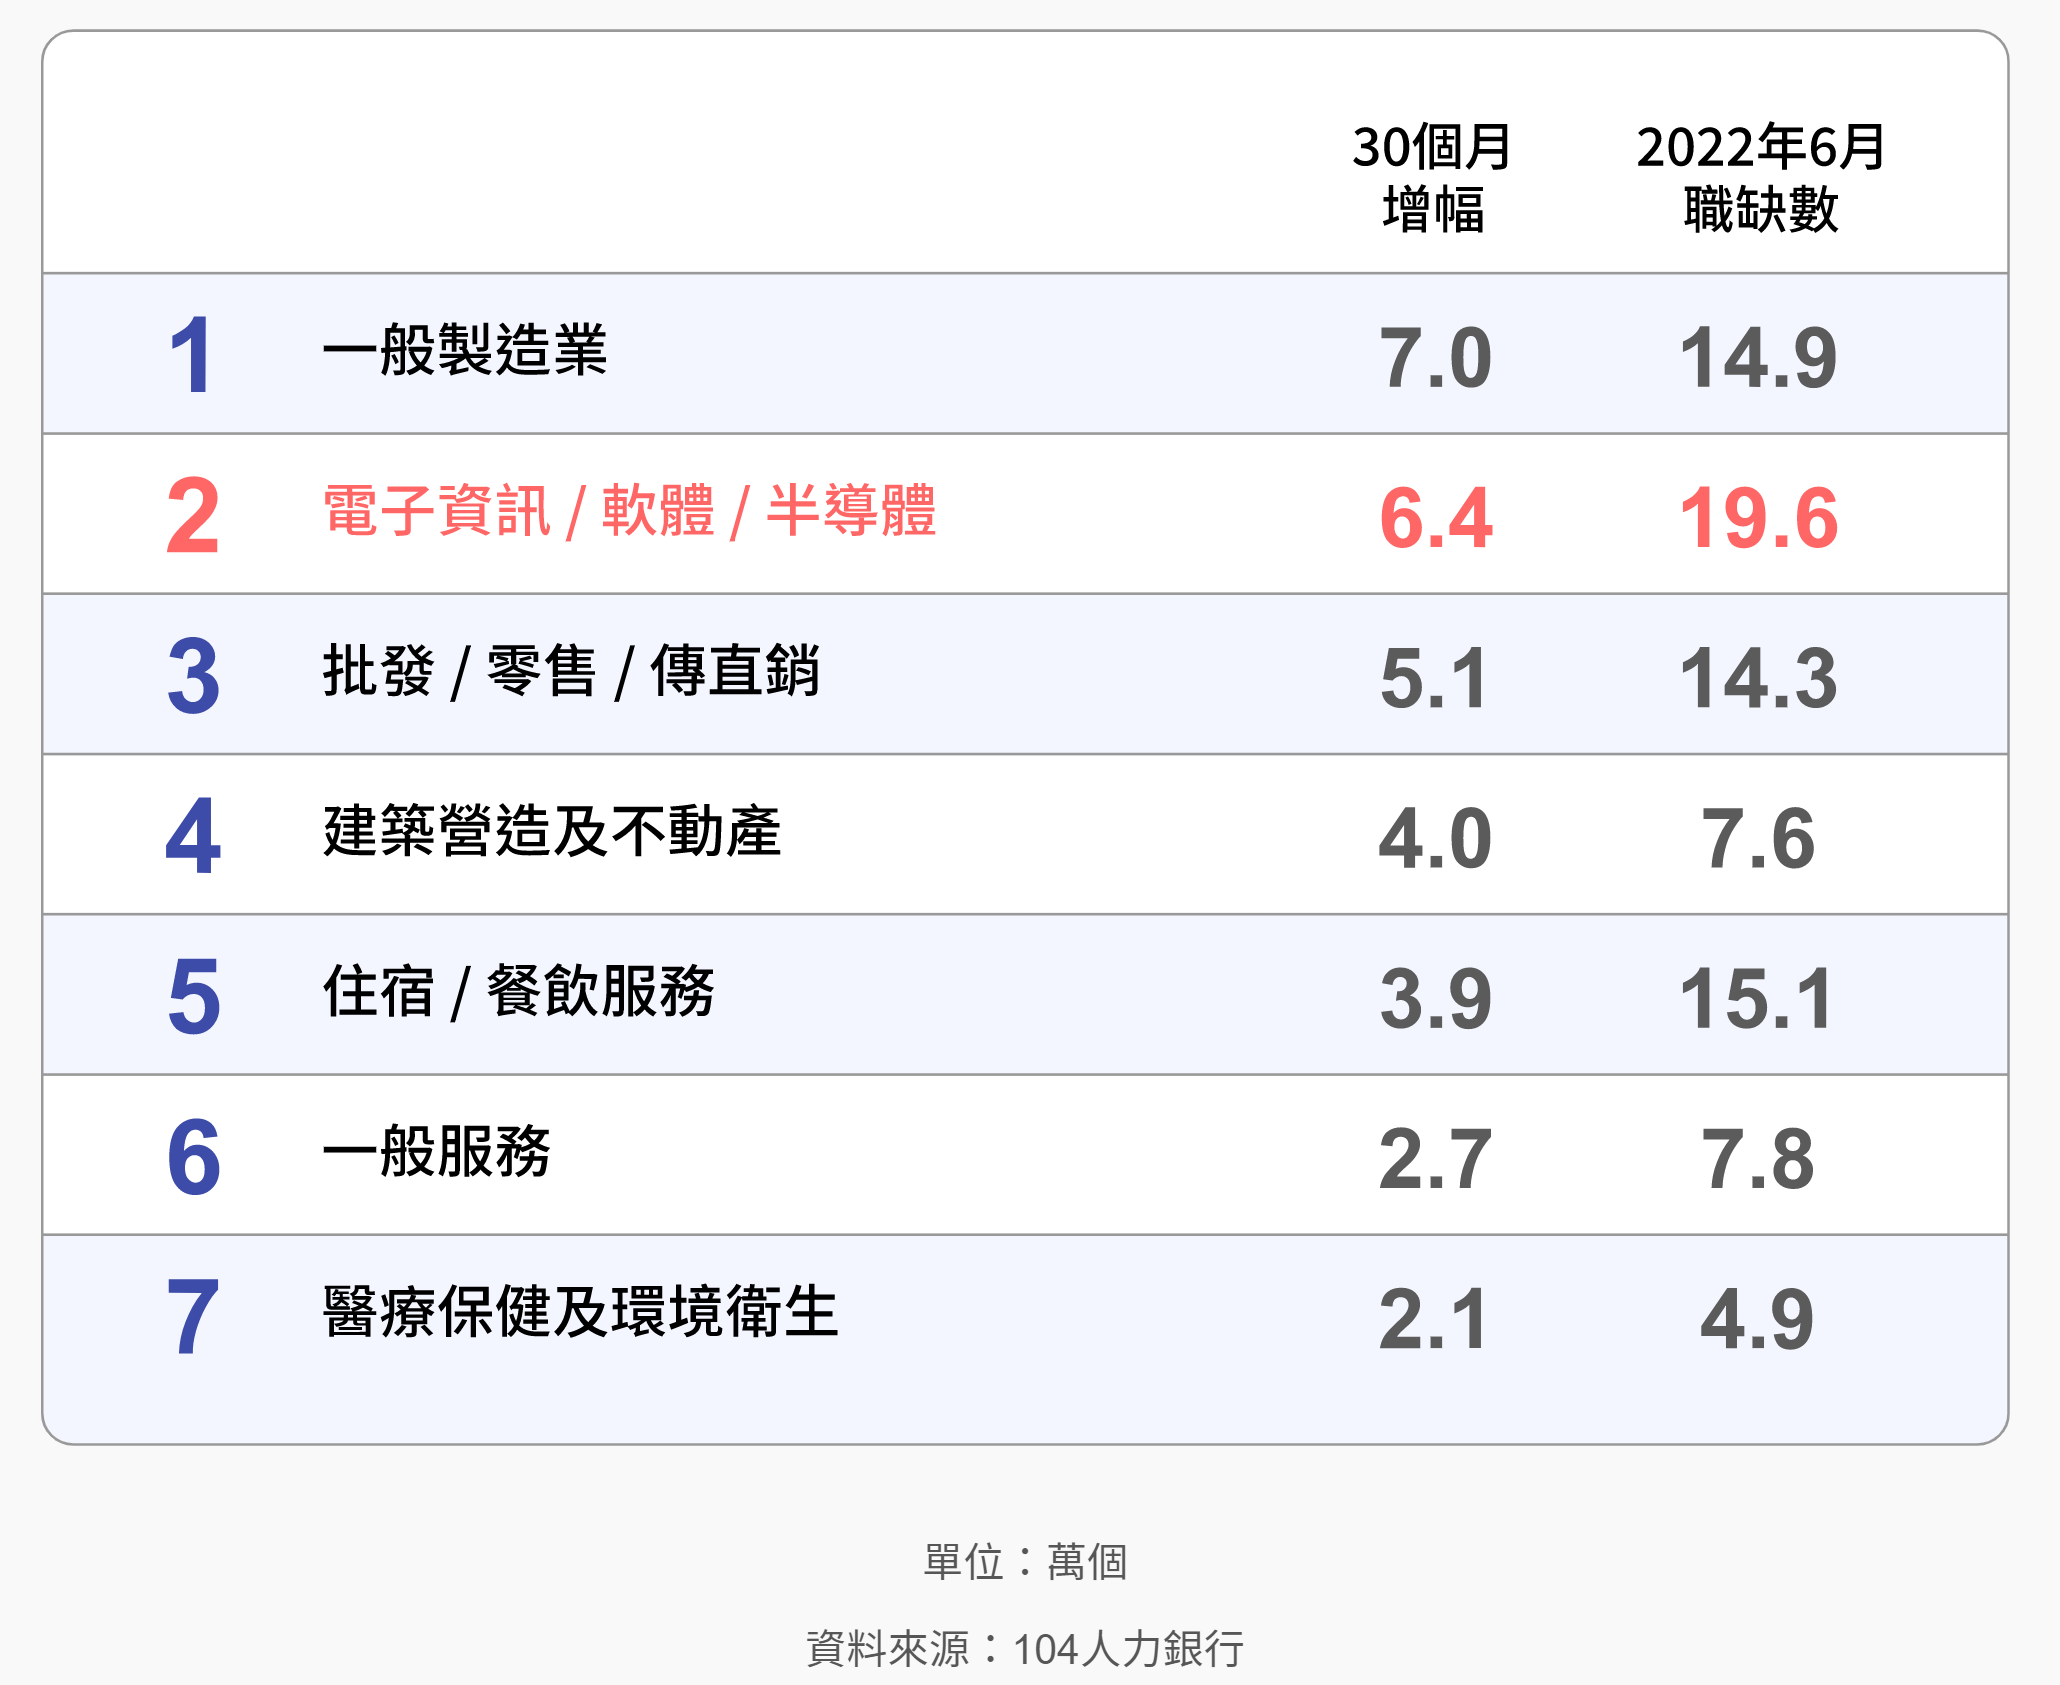 30個月 2022年6月
增幅 職缺數
1 一般製造業 7.0 14.9
2 電子資訊 / 軟體 / 半導體 6.4 19.6
3 批發 / 零售 / 傳直銷 5.1 14.3
4 建築營造及不動產 4.0 7.6
5 住宿 / 餐飲服務 3.9 15.1
6 一般服務 2.7 7.8
7 醫療保健及環境衛生 2.1 4.9
單位：萬個
資料來源：104人力銀行